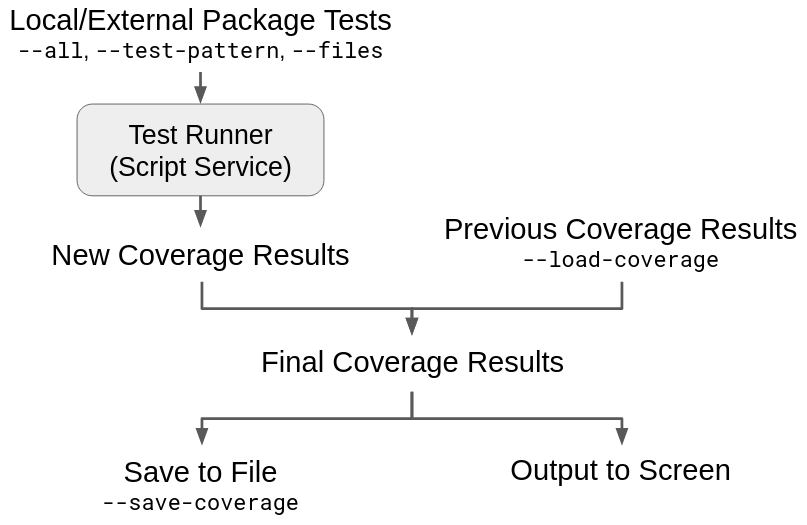 Local/External Package Tests
--all, --test-pattern, --files
Test Runner
(Script Service)
New Coverage Results
Previous Coverage Results
--load-coverage
Final Coverage Results
Save to File
--save-coverage
Output to Screen